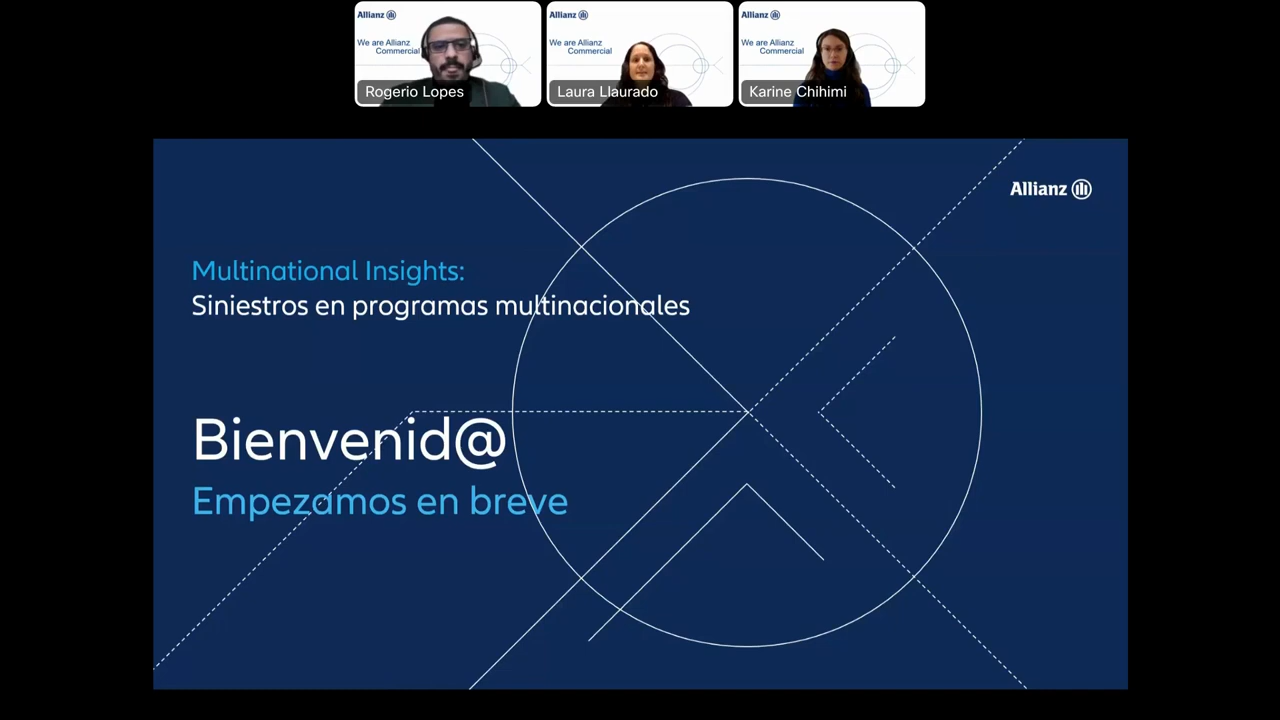 Allianz
We are Allianz
Commercial
Rogerio Lopes
Allianz
We are Allianz
Commercial
Laura Llaurado
Allianz
We are Allianz
Commercial
Karine Chihimi
Allianz
Multinational Insights:
Siniestros en programas multinacionales
Bienvenid@
Empezamos en breve